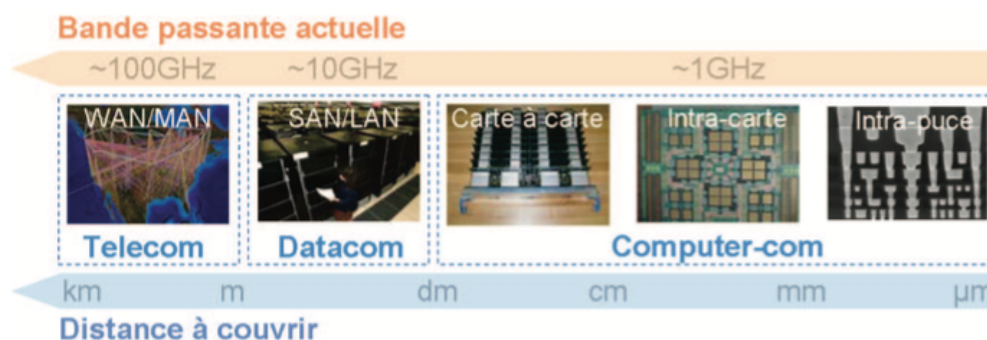 Bande passante actuelle
~100GHz ~10GHz ~1GHz
WAN/MAN SAN/LAN Carte à carte Intra-carte Intra-puce
Telecom Datacom Computer-com
km m dm cm mm µm
Distance à couvrir